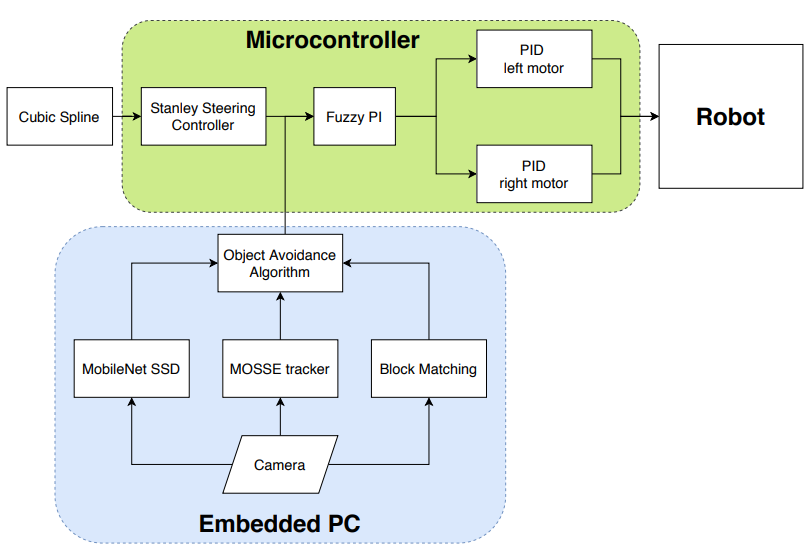 Microcontroller
PID
left motor
Cubic Spline
Stanley Steering
Controller
Fuzzy PI
Robot
PID
right motor
Object Avoidance
Algorithm
MobileNet SSD
MOSSE tracker
Block Matching
Camera
Embedded PC